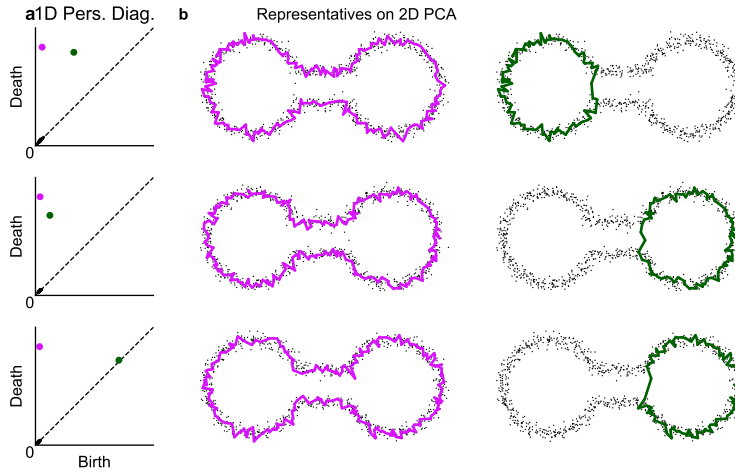 a 1D Pers. Diag.
b Representatives on 2D PCA
Death
0
Death
0
Death
0
Birth